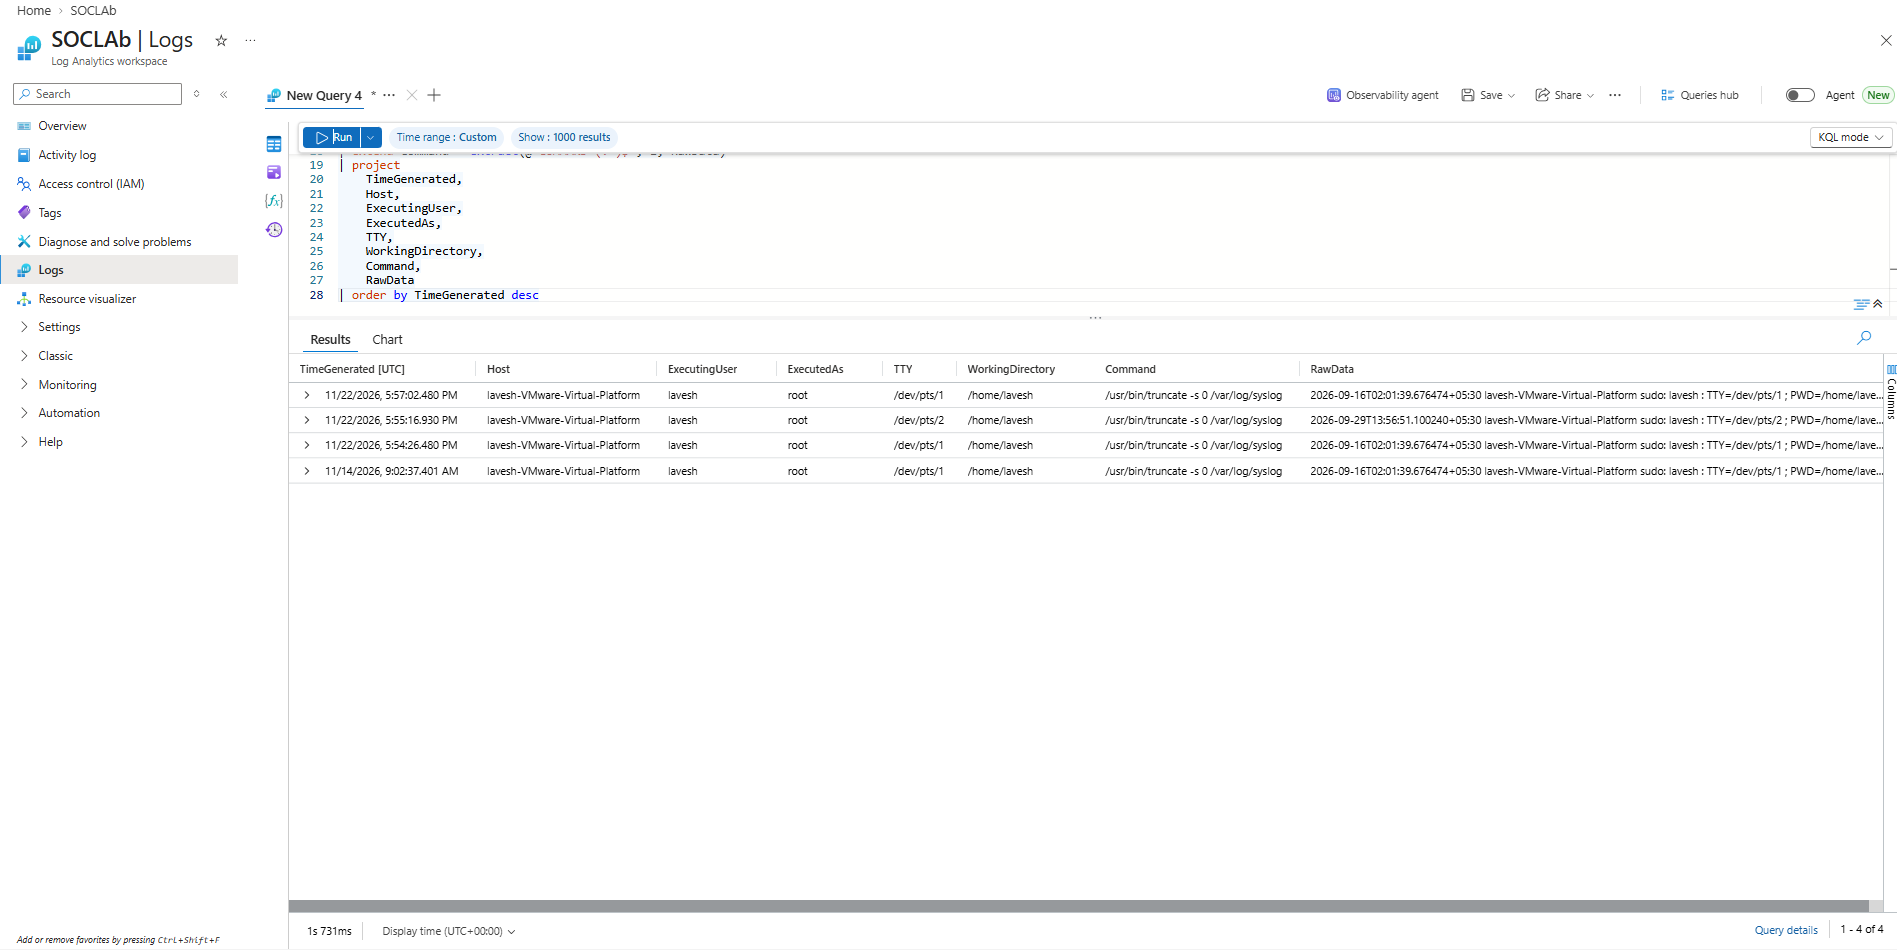 Home > SOCLAb
SOCLAb | Logs
Log Analytics workspace
Search
Overview
Activity log
Access control (IAM)
Tags
Diagnose and solve problems
Logs
Resource visualizer
Settings
Classic
Monitoring
Automation
Help
Add or remove favorites by pressing Ctrl+Shift+F
New Query 4 *
Observability agent Save Share Queries hub Agent New
Run Time range : Custom Show : 1000 results KQL mode
19 | project
20 TimeGenerated,
21 Host,
22 ExecutingUser,
23 ExecutedAs,
24 TTY,
25 WorkingDirectory,
26 Command,
27 RawData
28 | order by TimeGenerated desc
Results Chart
TimeGenerated [UTC] Host ExecutingUser ExecutedAs TTY WorkingDirectory Command RawData
11/22/2026, 5:57:02.480 PM lavesh-VMware-Virtual-Platform lavesh root /dev/pts/1 /home/lavesh /usr/bin/truncate -s 0 /var/log/syslog 2026-09-16T02:01:39.676474+05:30 lavesh-VMware-Virtual-Platform sudo: lavesh : TTY=/dev/pts/1 ; PWD=/home/lave...
11/22/2026, 5:55:16.930 PM lavesh-VMware-Virtual-Platform lavesh root /dev/pts/2 /home/lavesh /usr/bin/truncate -s 0 /var/log/syslog 2026-09-29T13:56:51.100240+05:30 lavesh-VMware-Virtual-Platform sudo: lavesh : TTY=/dev/pts/2 ; PWD=/home/lave...
11/22/2026, 5:54:26.480 PM lavesh-VMware-Virtual-Platform lavesh root /dev/pts/1 /home/lavesh /usr/bin/truncate -s 0 /var/log/syslog 2026-09-16T02:01:39.676474+05:30 lavesh-VMware-Virtual-Platform sudo: lavesh : TTY=/dev/pts/1 ; PWD=/home/lave...
11/14/2026, 9:02:37.401 AM lavesh-VMware-Virtual-Platform lavesh root /dev/pts/1 /home/lavesh /usr/bin/truncate -s 0 /var/log/syslog 2026-09-16T02:01:39.676474+05:30 lavesh-VMware-Virtual-Platform sudo: lavesh : TTY=/dev/pts/1 ; PWD=/home/lave...
Columns
1s 731ms Display time (UTC+00:00) Query details 1 - 4 of 4